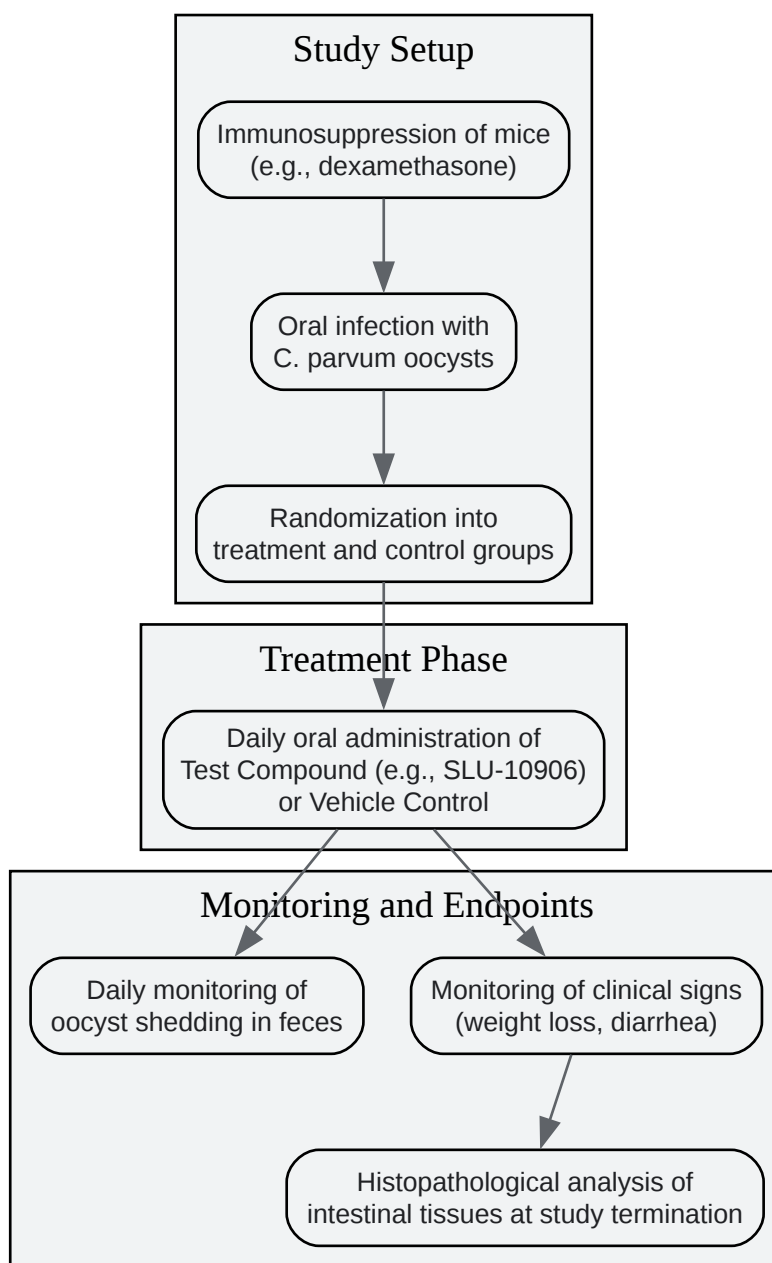 Study Setup
Immunosuppression of mice
(e.g., dexamethasone)
Oral infection with
C. parvum oocysts
Randomization into
treatment and control groups
Treatment Phase
Daily oral administration of
Test Compound (e.g., SLU-10906)
or Vehicle Control
Monitoring and Endpoints
Daily monitoring of
oocyst shedding in feces
Monitoring of clinical signs
(weight loss, diarrhea)
Histopathological analysis of
intestinal tissues at study termination